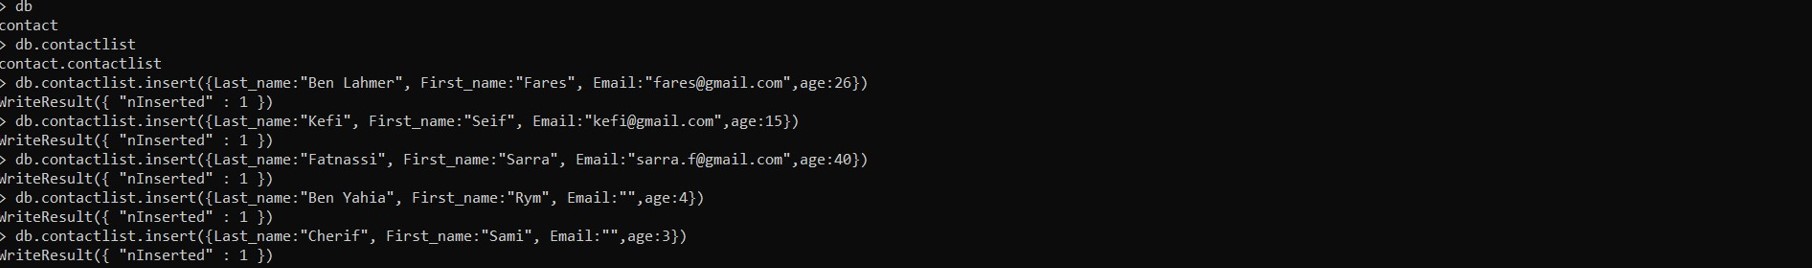 > db
contact
> db.contactlist
contact.contactlist
> db.contactlist.insert({Last_name:"Ben Lahmer", First_name:"Fares", Email:"fares@gmail.com",age:26})
WriteResult({ "nInserted" : 1 })
> db.contactlist.insert({Last_name:"Kefi", First_name:"Seif", Email:"kefi@gmail.com",age:15})
WriteResult({ "nInserted" : 1 })
> db.contactlist.insert({Last_name:"Fatnassi", First_name:"Sarra", Email:"sarra.f@gmail.com",age:40})
WriteResult({ "nInserted" : 1 })
> db.contactlist.insert({Last_name:"Ben Yahia", First_name:"Rym", Email:"",age:4})
WriteResult({ "nInserted" : 1 })
> db.contactlist.insert({Last_name:"Cherif", First_name:"Sami", Email:"",age:3})
WriteResult({ "nInserted" : 1 })